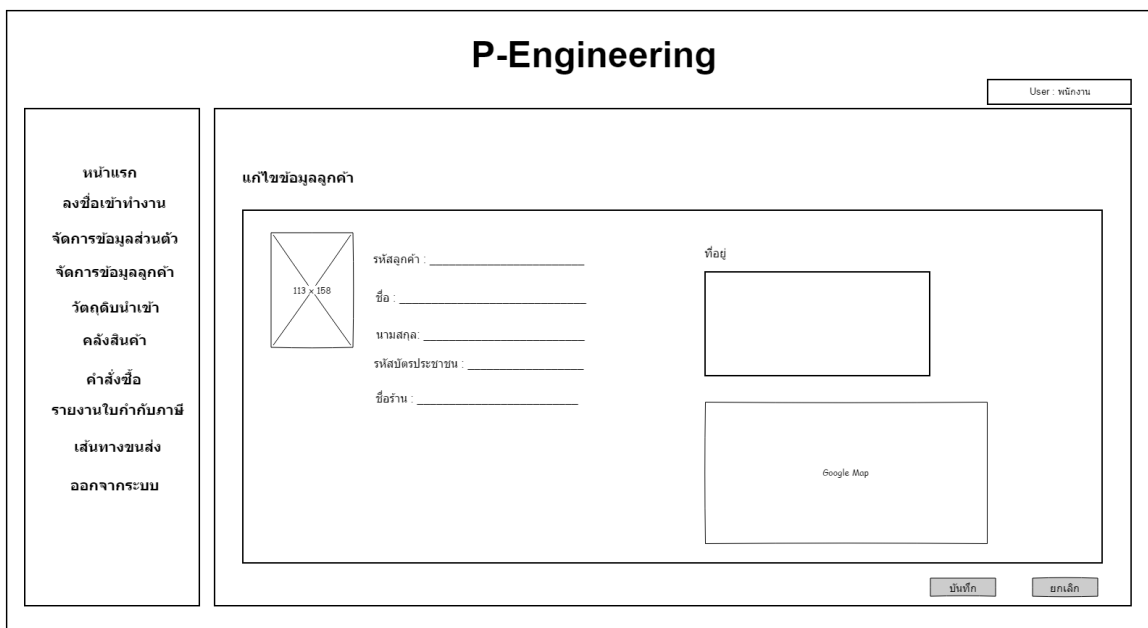 P-Engineering
User : พนักงาน
หน้าแรก
ลงชื่อเข้าทำงาน
จัดการข้อมูลส่วนตัว
จัดการข้อมูลลูกค้า
วัตถุดิบนำเข้า
คลังสินค้า
คำสั่งซื้อ
รายงานใบกำกับภาษี
เส้นทางขนส่ง
ออกจากระบบ
แก้ไขข้อมูลลูกค้า
113 × 158
รหัสลูกค้า : 
ชื่อ : 
นามสกุล: 
รหัสบัตรประชาชน : 
ชื่อร้าน : 
ที่อยู่
Google Map
บันทึก
ยกเลิก